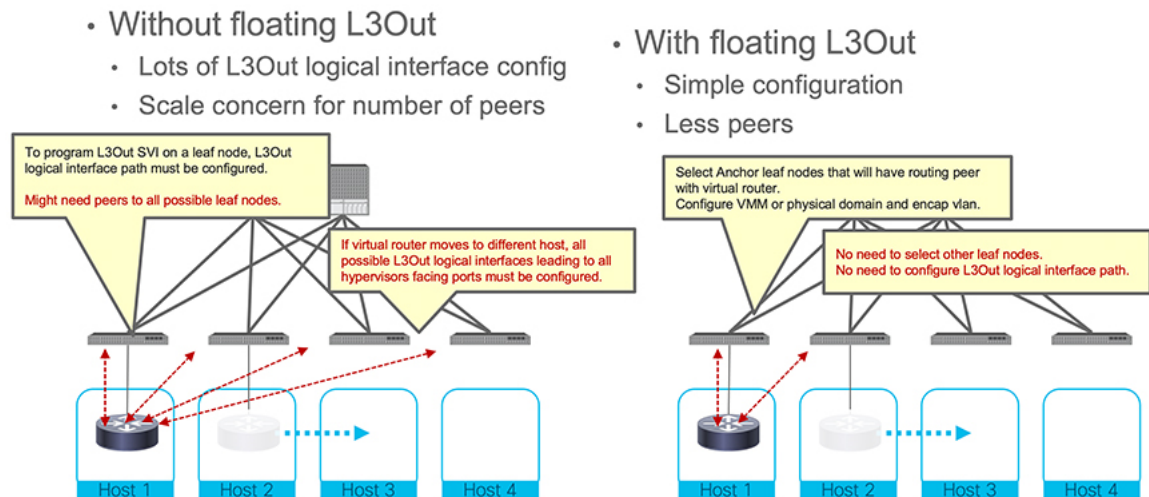 Without floating L3Out
Lots of L3Out logical interface config
Scale concern for number of peers
To program L3Out SVI on a leaf node, L3Out
logical interface path must be configured.
Might need peers to all possible leaf nodes.
If virtual router moves to different host, all
possible L3Out logical interfaces leading to all
hypervisors facing ports must be configured.
Host 1
Host 2
Host 3
Host 4
With floating L3Out
Simple configuration
Less peers
Select Anchor leaf nodes that will have routing peer
with virtual router.
Configure VMM or physical domain and encap vlan.
No need to select other leaf nodes.
No need to configure L3Out logical interface path.
Host 1
Host 2
Host 3
Host 4